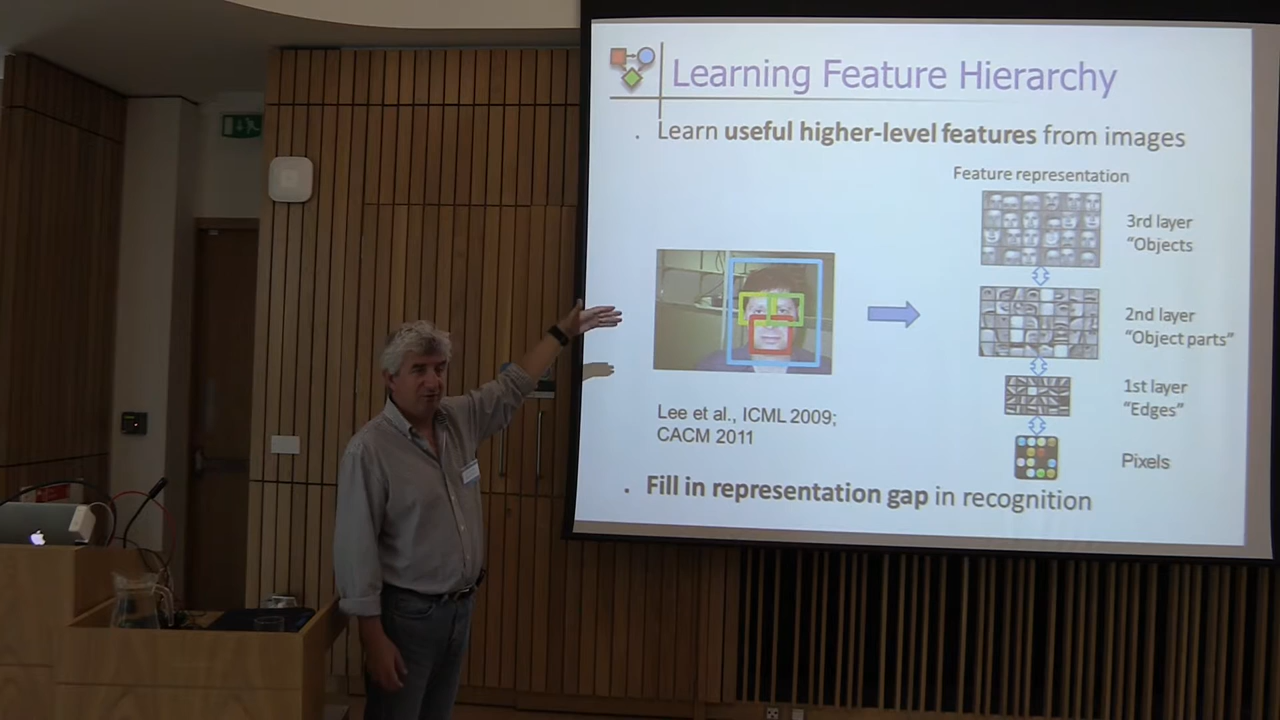 Learning Feature Hierarchy
. Learn useful higher-level features from images
Feature representation
3rd layer
“Objects
2nd layer
“Object parts”
1st layer
“Edges”
Pixels
Lee et al., ICML 2009;
CACM 2011
. Fill in representation gap in recognition